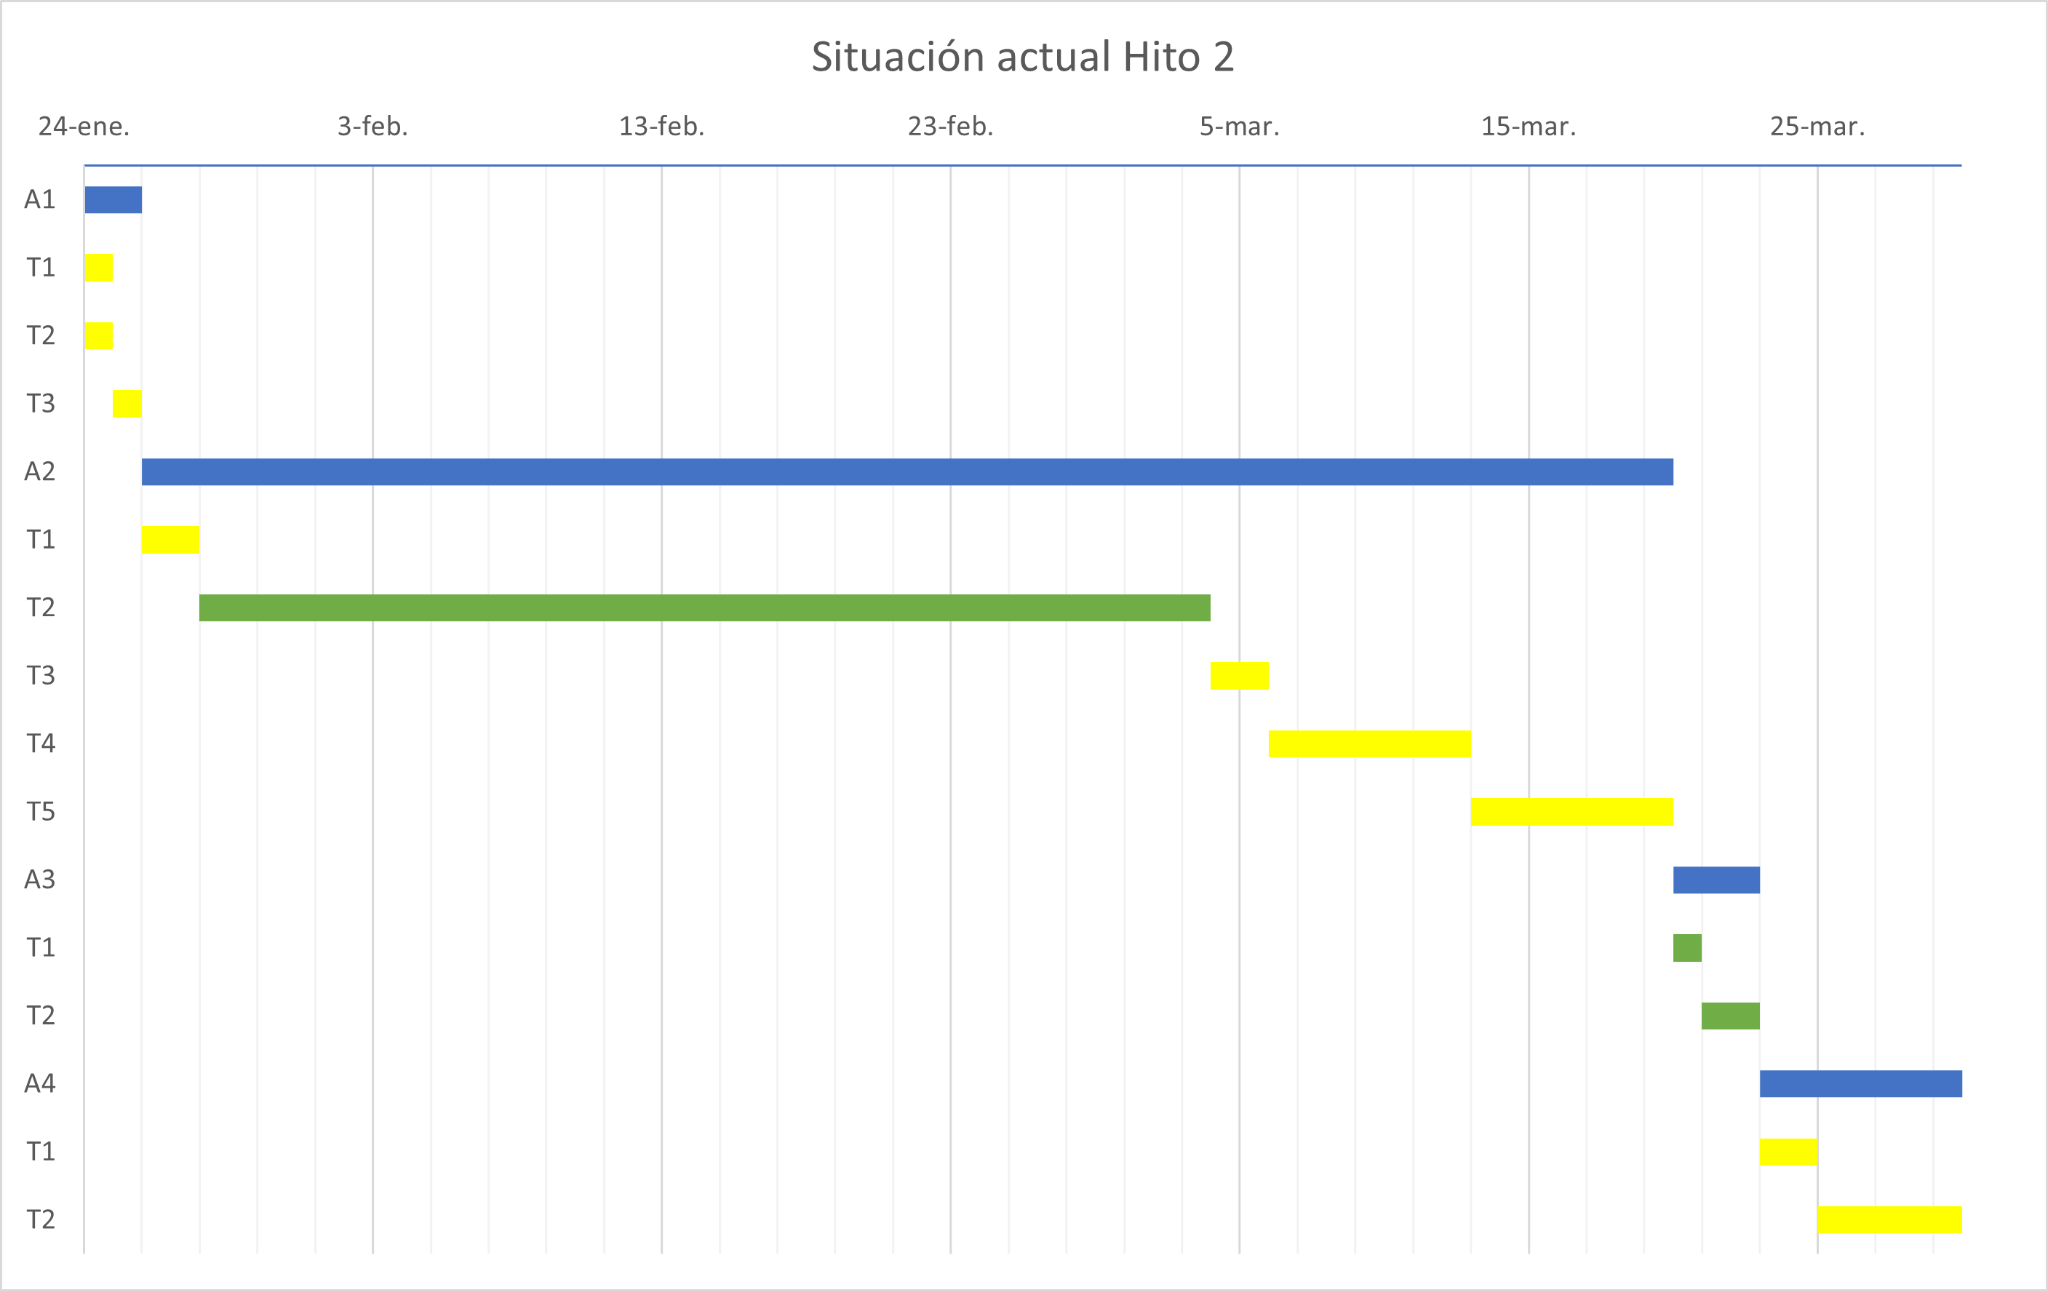 Situación actual Hito 2
24-ene. 3-feb. 13-feb. 23-feb. 5-mar. 15-mar. 25-mar.
A1
T1
T2
T3
A2
T1
T2
T3
T4
T5
A3
T1
T2
A4
T1
T2